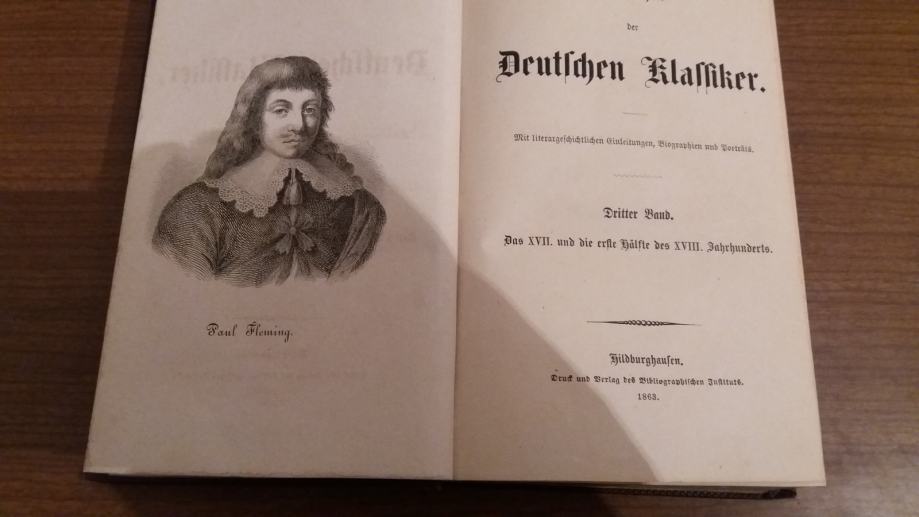 Paul Fleming.
der
Deutschen Klassiker.
Mit literargeschichtlichen Einleitungen, Biographien und Porträts.
Dritter Band.
Das XVII. und die erste Hälfte des XVIII. Jahrhunderts.
Hildburghausen.
Druck und Verlag des Bibliographischen Instituts.
1863.